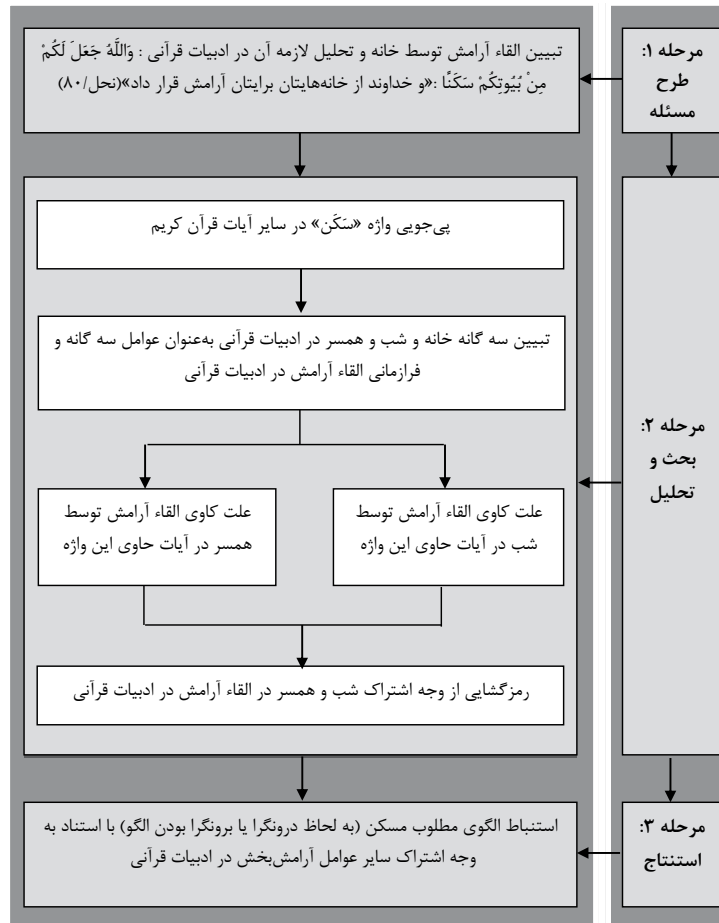 مرحله ۱:
طرح
مسئله
تبیین القاء آرامش توسط خانه و تحلیل لازمه آن در ادبیات قرآنی : وَاللَّهُ جَعَلَ لَكُمْ
مِنْ بُيُوتِكُمْ سَكَنًا :«و خداوند از خانه‌هایتان برایتان آرامش قرار داد»(نحل/۸۰)
مرحله ۲:
بحث و
تحلیل
پی‌جویی واژه «سَکَن» در سایر آیات قرآن کریم
تبیین سه گانه خانه و شب و همسر در ادبیات قرآنی به‌عنوان عوامل سه گانه و
فرازمانی القاء آرامش در ادبیات قرآنی
علت کاوی القاء آرامش توسط
شب در آیات حاوی این واژه
علت کاوی القاء آرامش توسط
همسر در آیات حاوی این واژه
رمزگشایی از وجه اشتراک شب و همسر در القاء آرامش در ادبیات قرآنی
مرحله ۳:
استنتاج
استنباط الگوی مطلوب مسکن (به لحاظ درونگرا یا برونگرا بودن الگو) با استناد به
وجه اشتراک سایر عوامل آرامش‌بخش در ادبیات قرآنی